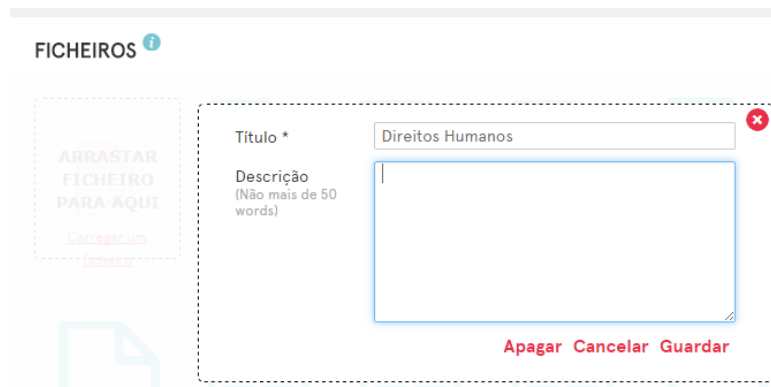 FICHEIROS i
ARRASTAR
FICHEIRO
PARA AQUI
Carregar um
ficheiro
Título *
Direitos Humanos
Descrição
(Não mais de 50
words)
Apagar Cancelar Guardar